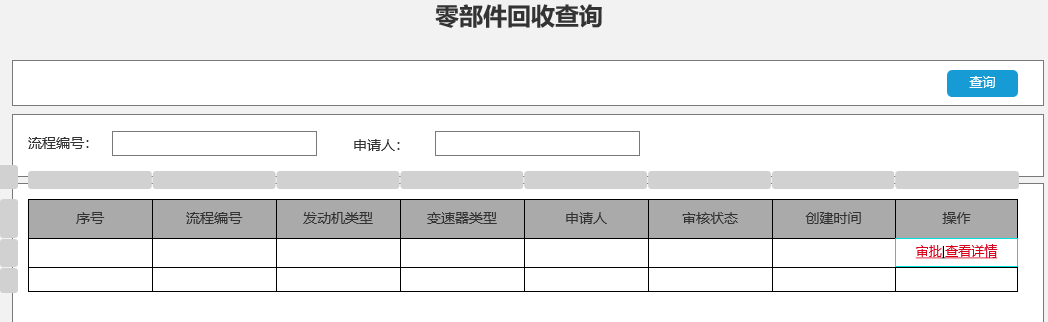 零部件回收查询
查询
流程编号：
申请人：
序号 流程编号 发动机类型 变速器类型 申请人 审核状态 创建时间 操作
审批|查看详情